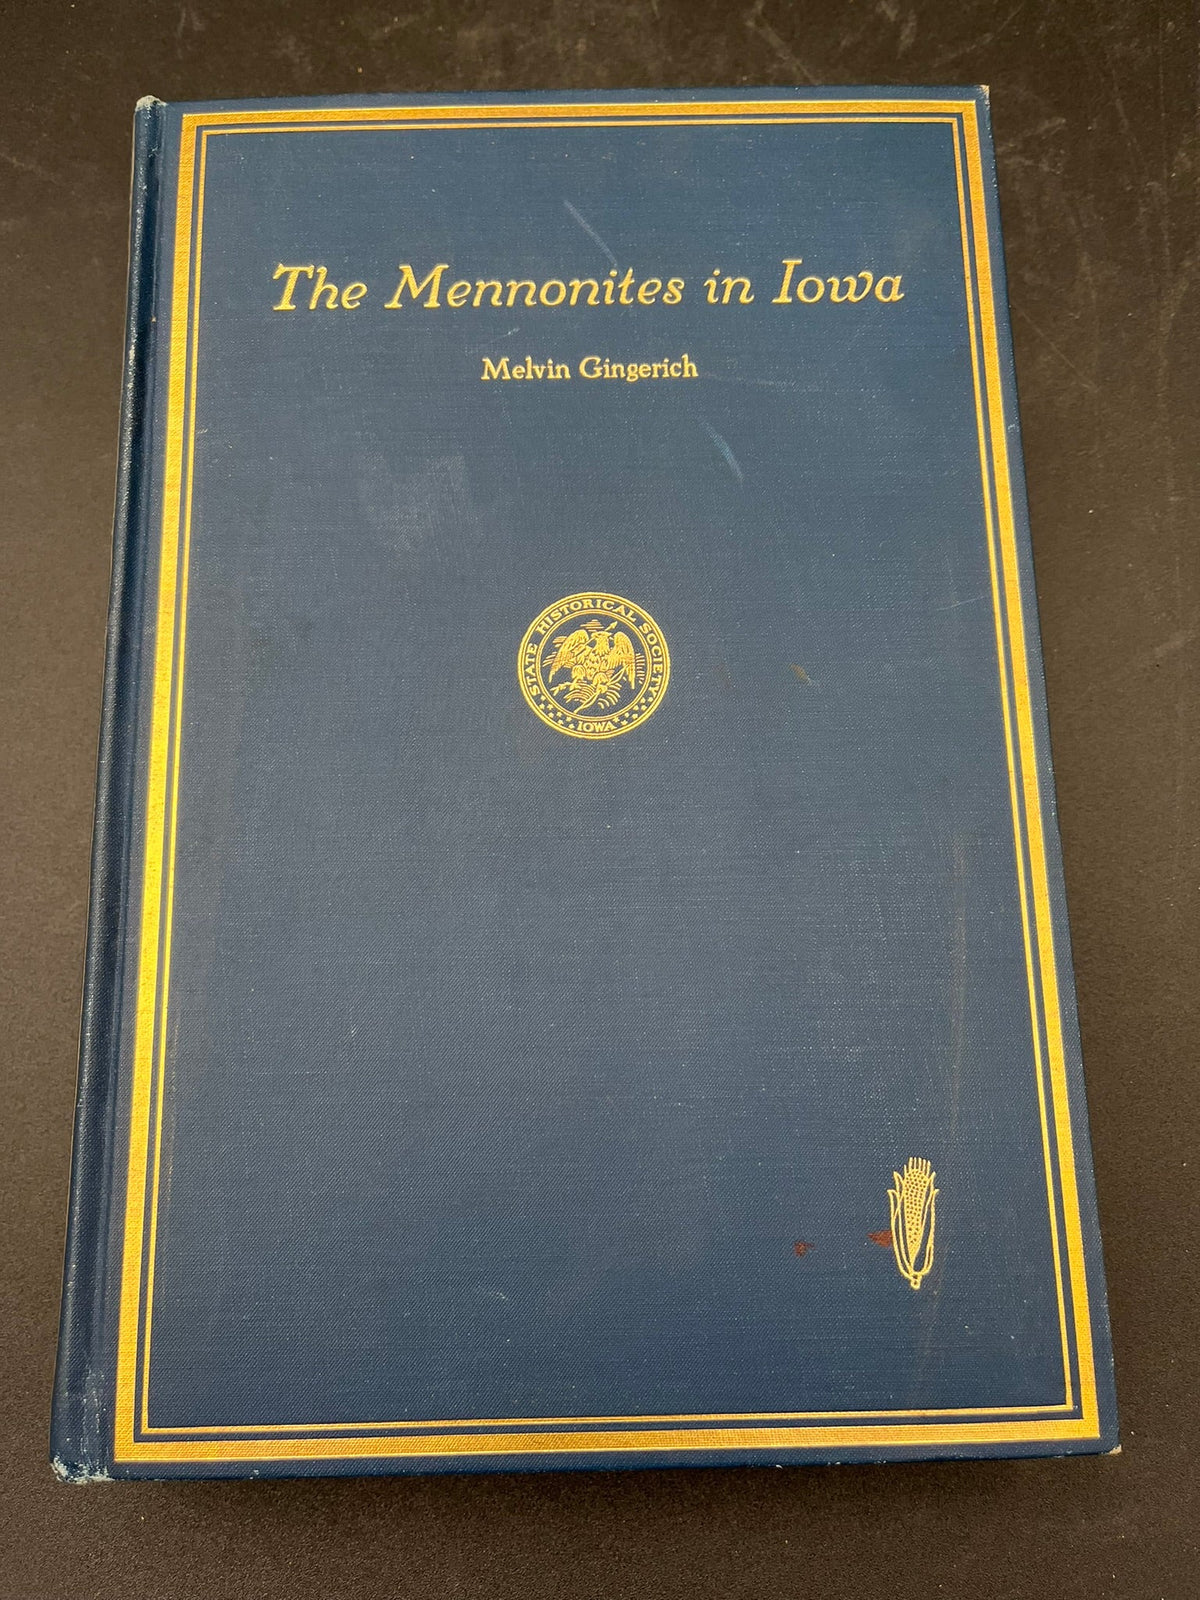 The Mennonites in Iowa
Melvin Gingerich
STATE HISTORICAL SOCIETY
IOWA